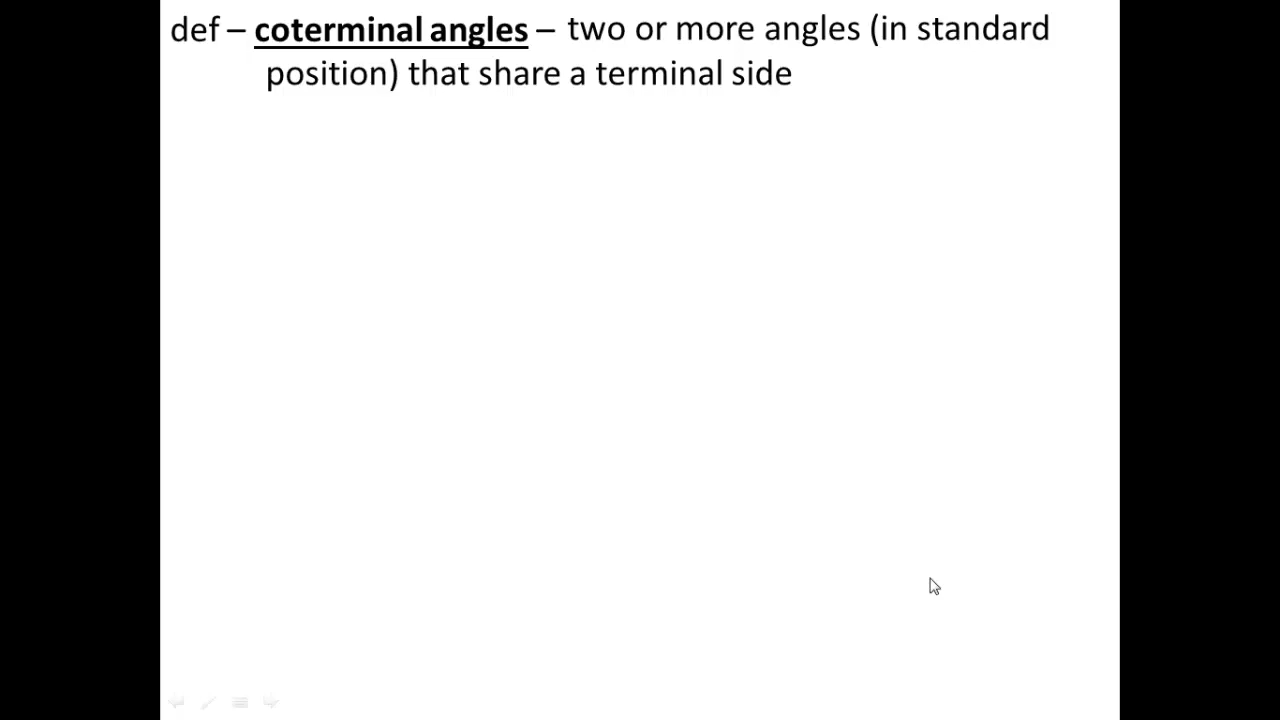 def – coterminal angles – two or more angles (in standard
position) that share a terminal side